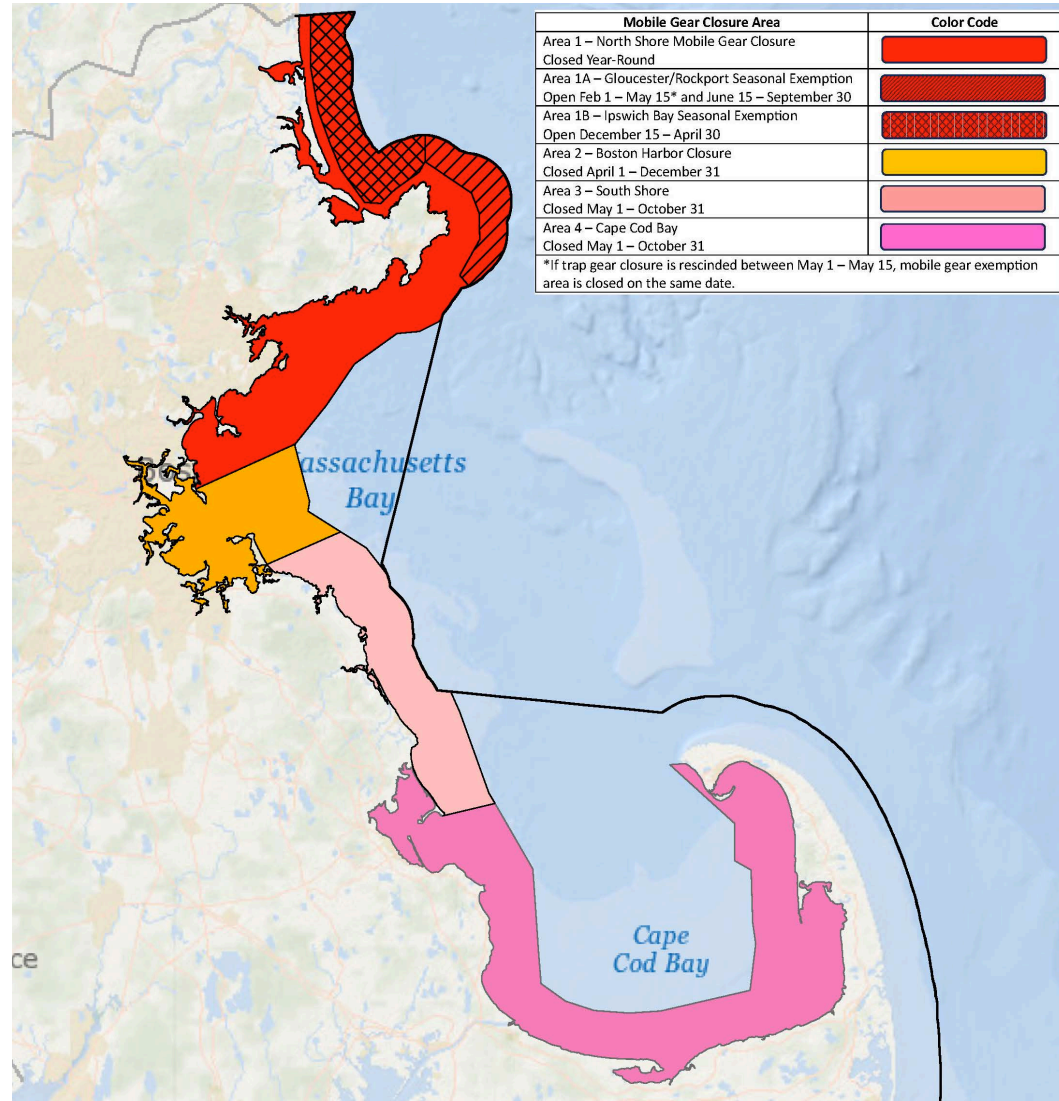 Mobile Gear Closure Area
Color Code
Area 1 – North Shore Mobile Gear Closure
Closed Year-Round
Area 1A – Gloucester/Rockport Seasonal Exemption
Open Feb 1 – May 15* and June 15 – September 30
Area 1B – Ipswich Bay Seasonal Exemption
Open December 15 – April 30
Area 2 – Boston Harbor Closure
Closed April 1 – December 31
Area 3 – South Shore
Closed May 1 – October 31
Area 4 – Cape Cod Bay
Closed May 1 – October 31
*If trap gear closure is rescinded between May 1 – May 15, mobile gear exemption
area is closed on the same date.
Bos
assachusetts
Bay
Cape
Cod Bay
ce